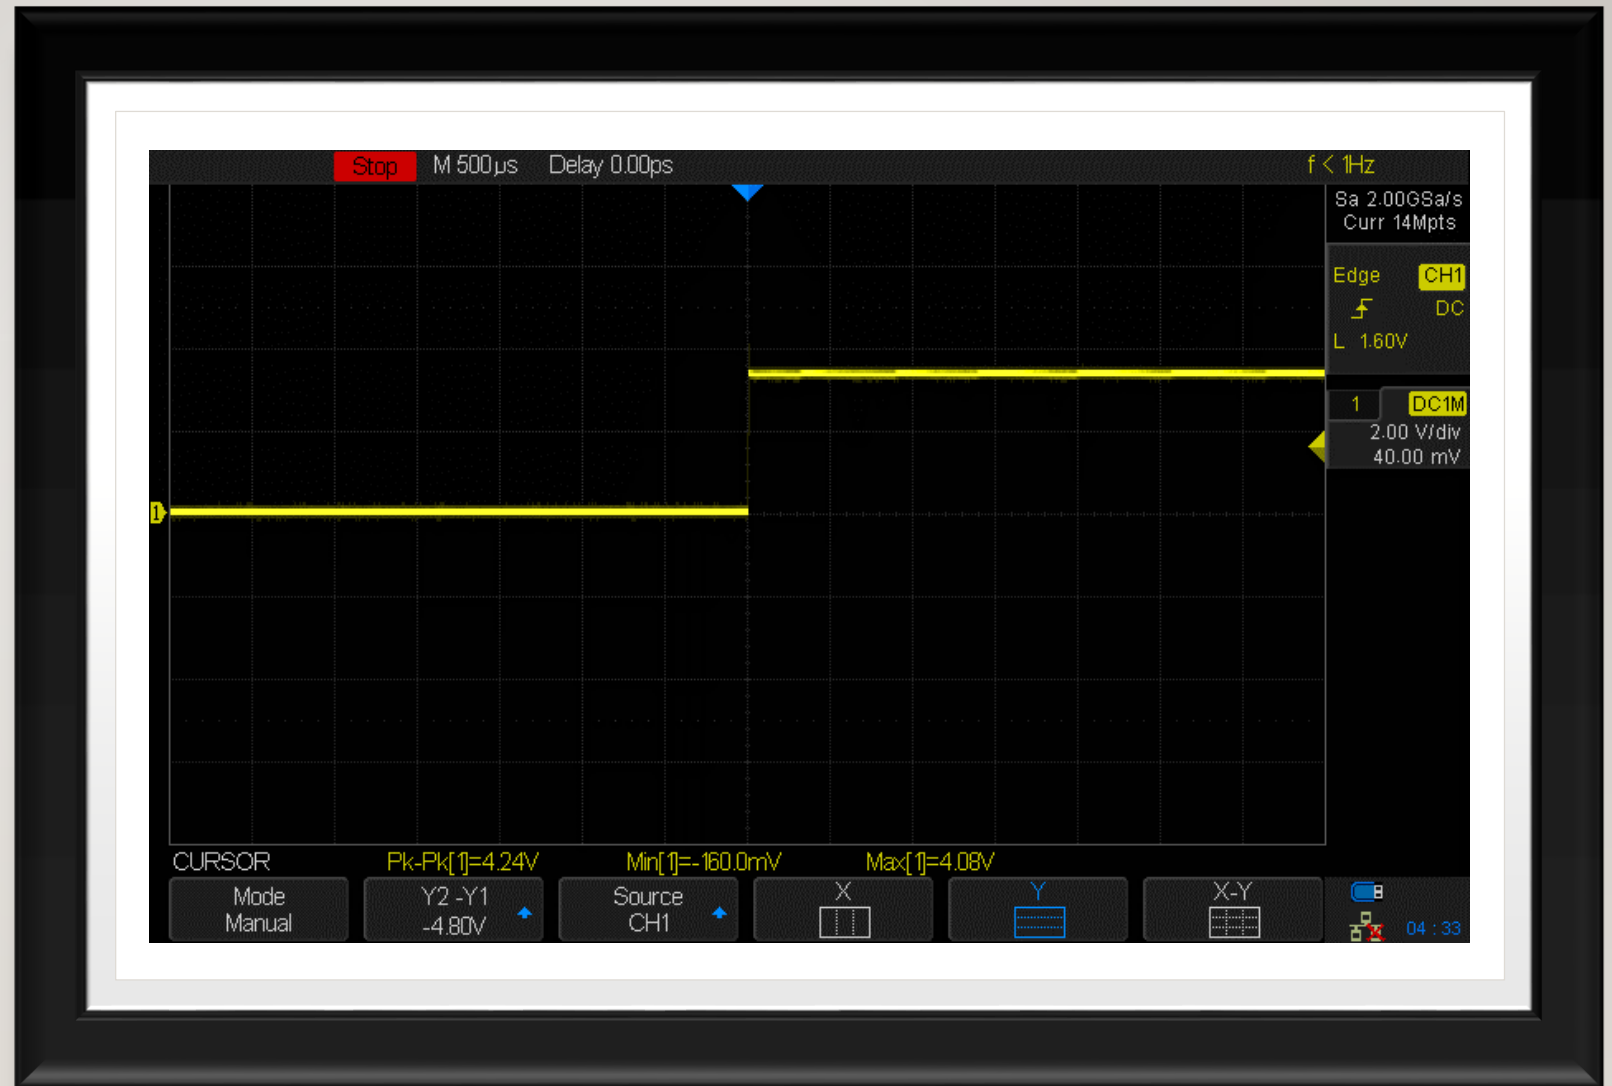 Stop M 500µs Delay 0.00ps f < 1Hz
Sa 2.00GSa/s
Curr 14Mpts
Edge CH1
DC
L 1.60V
1 DC1M
2.00 V/div
40.00 mV
1
CURSOR Pk-Pk[1]=4.24V Min[1]=-160.0mV Max[1]=4.08V
Mode Y2 -Y1 Source X Y X-Y
Manual -4.80V CH1
04 : 33